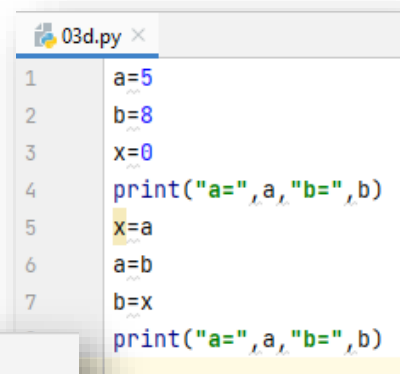 03d.py
1 a=5
2 b=8
3 x=0
4 print("a=",a,"b=",b)
5 x=a
6 a=b
7 b=x
print("a=",a,"b=",b)